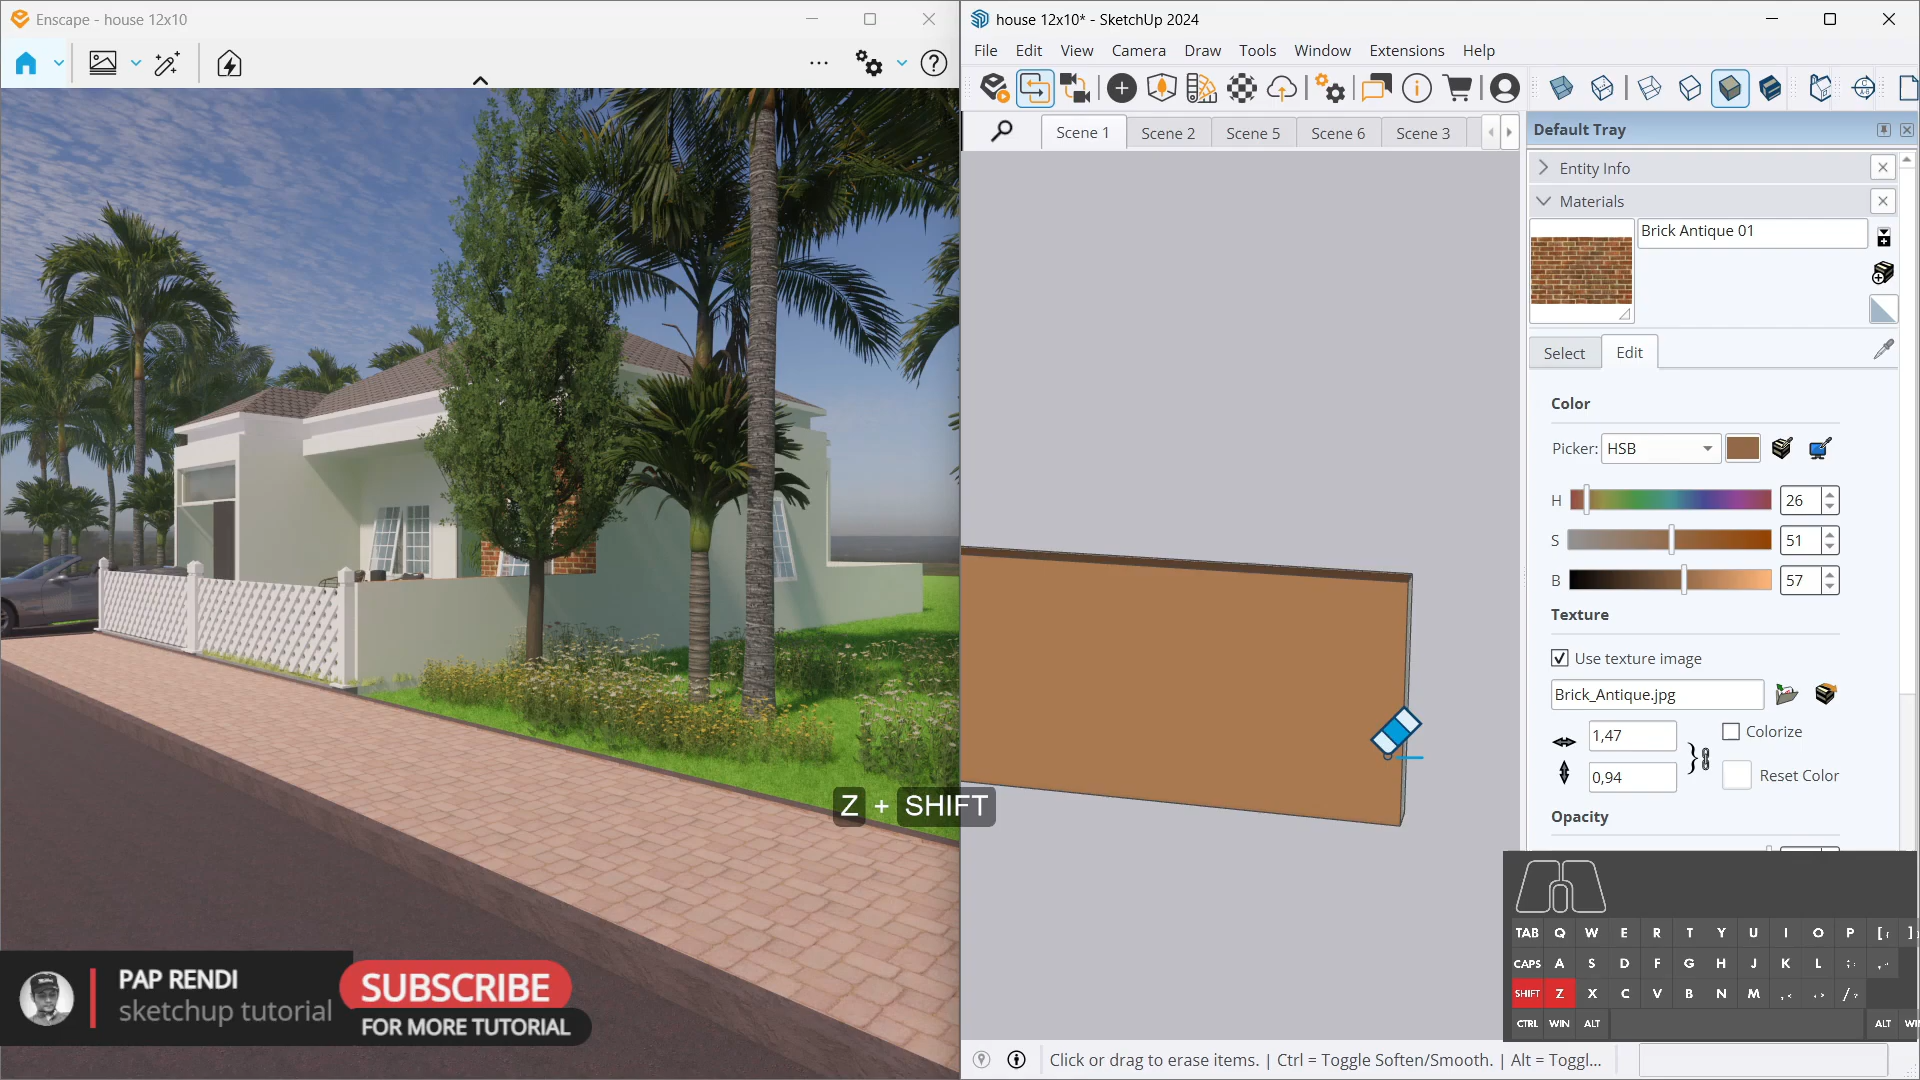 Enscape - house 12x10
house 12x10* - SketchUp 2024
File Edit View Camera Draw Tools Window Extensions Help
Scene 1 Scene 2 Scene 5 Scene 6 Scene 3
Default Tray
Entity Info
Materials
Brick Antique 01
Select Edit
Color
Picker: HSB
H 26
S 51
B 57
Texture
Use texture image
Brick_Antique.jpg
1,47
Colorize
0,94
Reset Color
Opacity
Z + SHIFT
PAP RENDI
sketchup tutorial
SUBSCRIBE
FOR MORE TUTORIAL
TAB Q W E R T Y U I O P [ { ]
CAPS A S D F G H J K L ; : , "
SHIFT Z X C V B N M , < . > / ?
CTRL WIN ALT ALT WI
Click or drag to erase items. | Ctrl = Toggle Soften/Smooth. | Alt = Toggl...